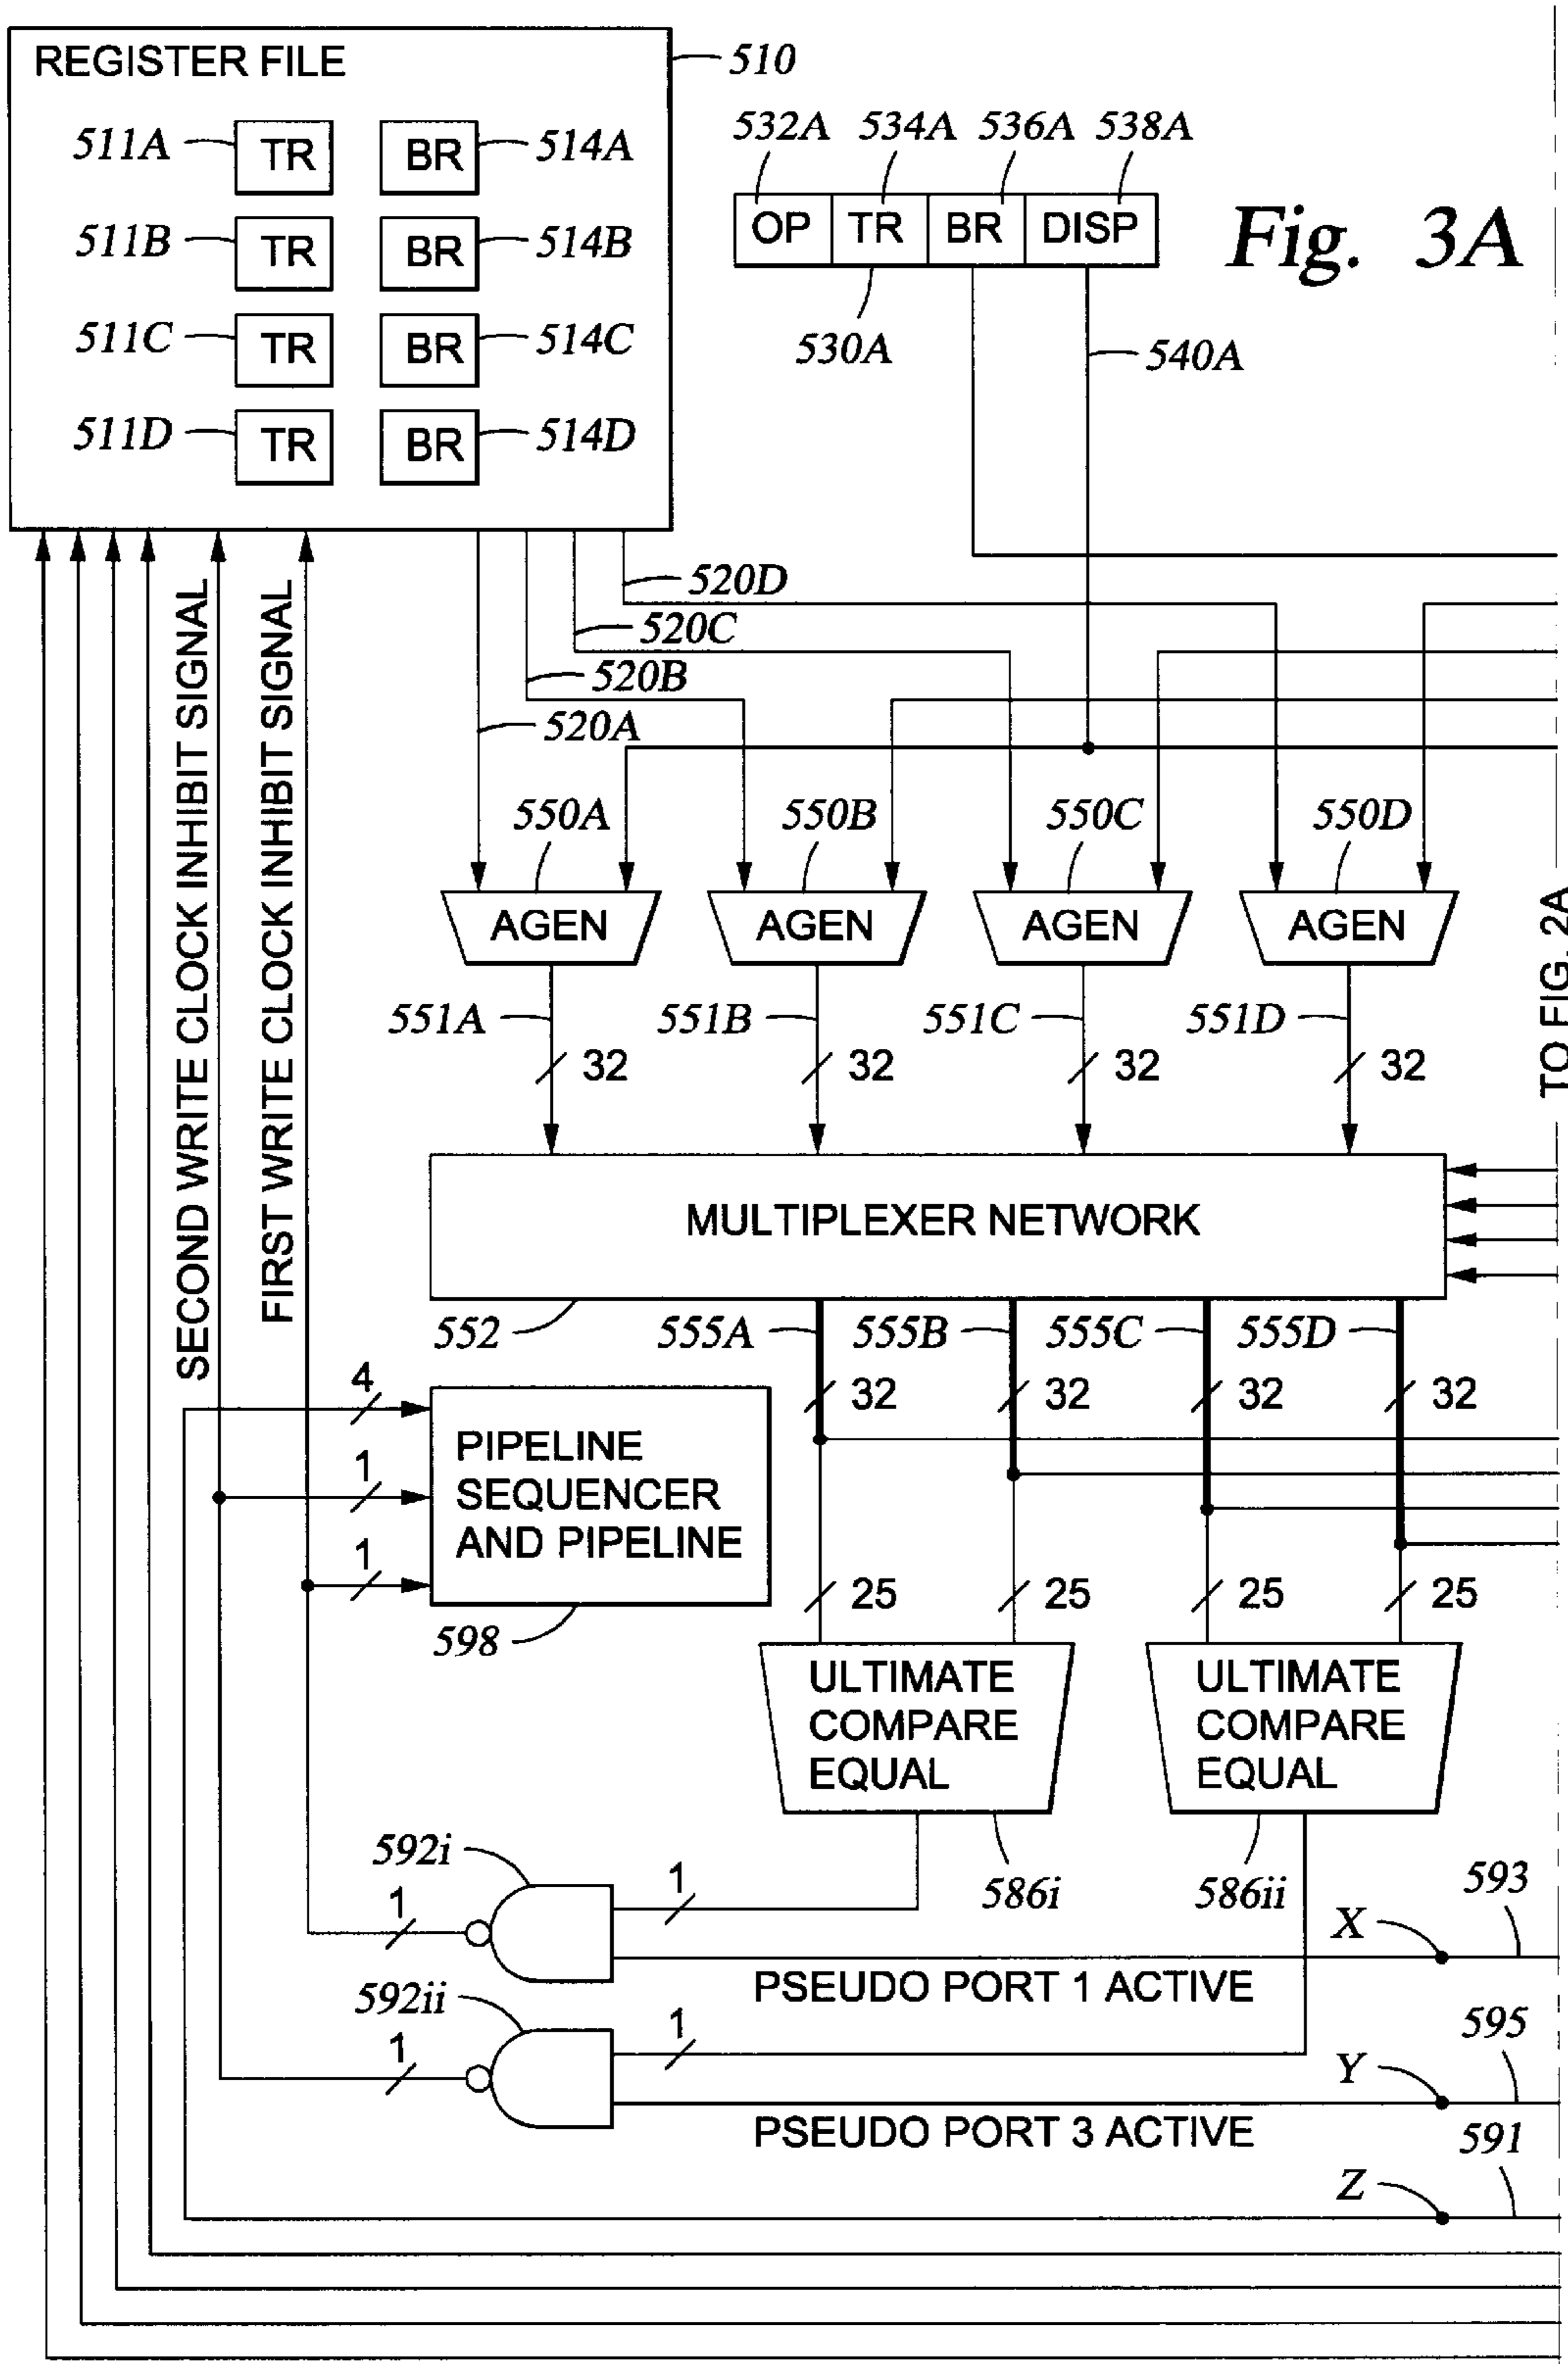 REGISTER FILE
510
511A TR BR 514A
511B TR BR 514B
511C TR BR 514C
511D TR BR 514D
532A 534A 536A 538A
OP TR BR DISP
530A
540A
Fig. 3A
520D
520C
520B
520A
SECOND WRITE CLOCK INHIBIT SIGNAL
FIRST WRITE CLOCK INHIBIT SIGNAL
550A 550B 550C 550D
AGEN AGEN AGEN AGEN
551A 551B 551C 551D
32 32 32 32
TO FIG. 2A
MULTIPLEXER NETWORK
552 555A 555B 555C 555D
32 32 32 32
4
1
1
PIPELINE
SEQUENCER
AND PIPELINE
598
25 25 25 25
ULTIMATE
COMPARE
EQUAL
ULTIMATE
COMPARE
EQUAL
586i
586ii
592i
1
1
X
593
PSEUDO PORT 1 ACTIVE
592ii
1
1
Y
595
PSEUDO PORT 3 ACTIVE
Z
591